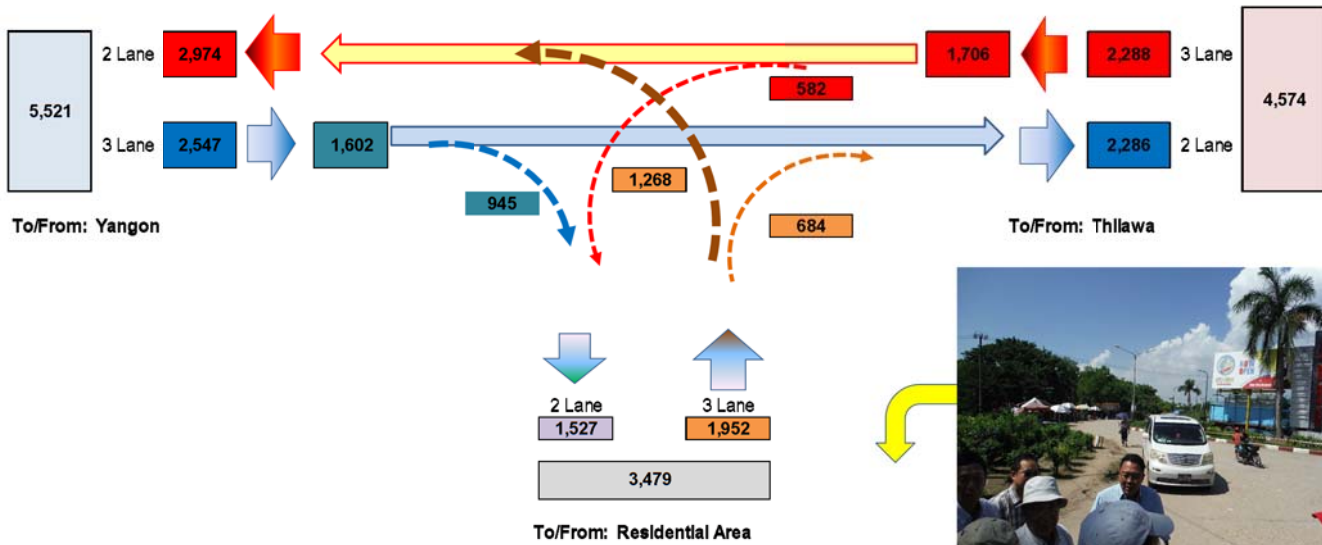 2 Lane 2,974 1,706 2,288 3 Lane
582
5,521 4,574
3 Lane 2,547 1,602 2,286 2 Lane
1,268
945
684
To/From: Yangon To/From: Thilawa
2 Lane 3 Lane
1,527 1,952
3,479
To/From: Residential Area
OPEN